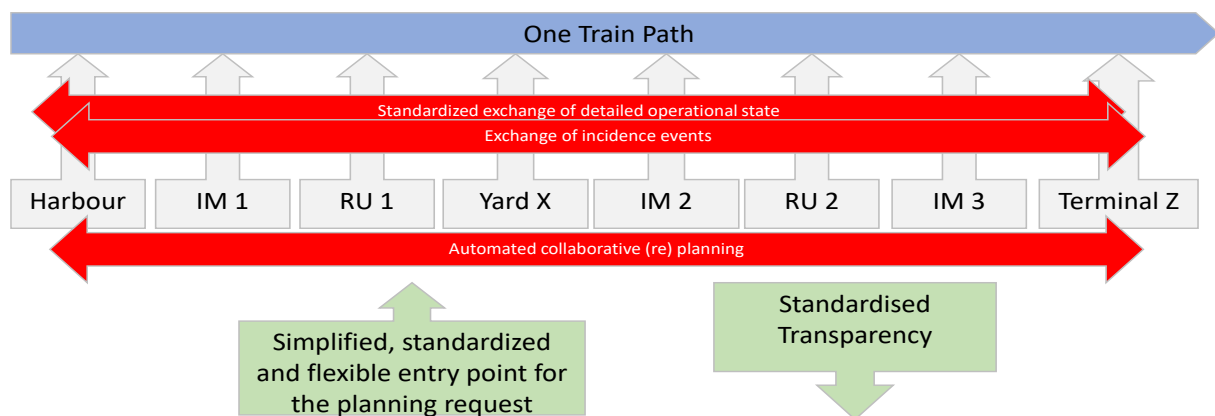 One Train Path
Standardized exchange of detailed operational state
Exchange of incidence events
Harbour
IM 1
RU 1
Yard X
IM 2
RU 2
IM 3
Terminal Z
Automated collaborative (re) planning
Simplified, standardized
and flexible entry point for
the planning request
Standardised
Transparency